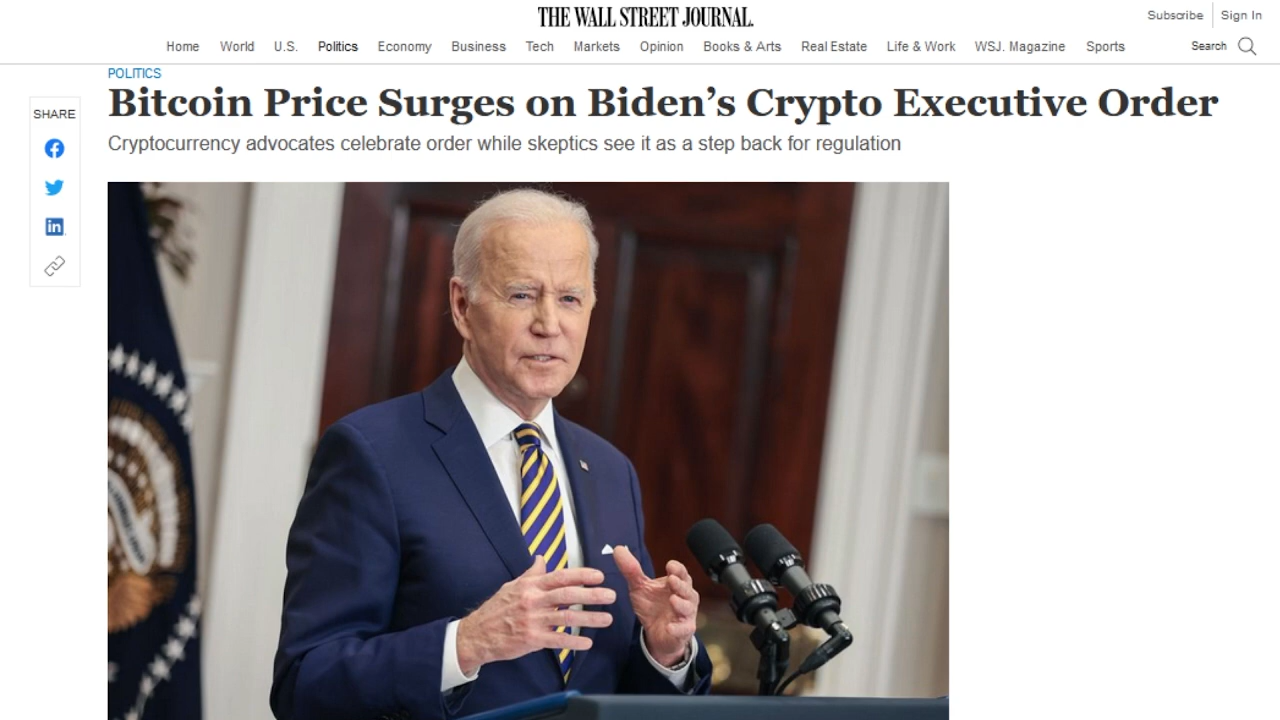 THE WALL STREET JOURNAL.
Subscribe Sign In
Home World U.S. Politics Economy Business Tech Markets Opinion Books & Arts Real Estate Life & Work WSJ. Magazine Sports Search
POLITICS
Bitcoin Price Surges on Biden’s Crypto Executive Order
Cryptocurrency advocates celebrate order while skeptics see it as a step back for regulation
SHARE